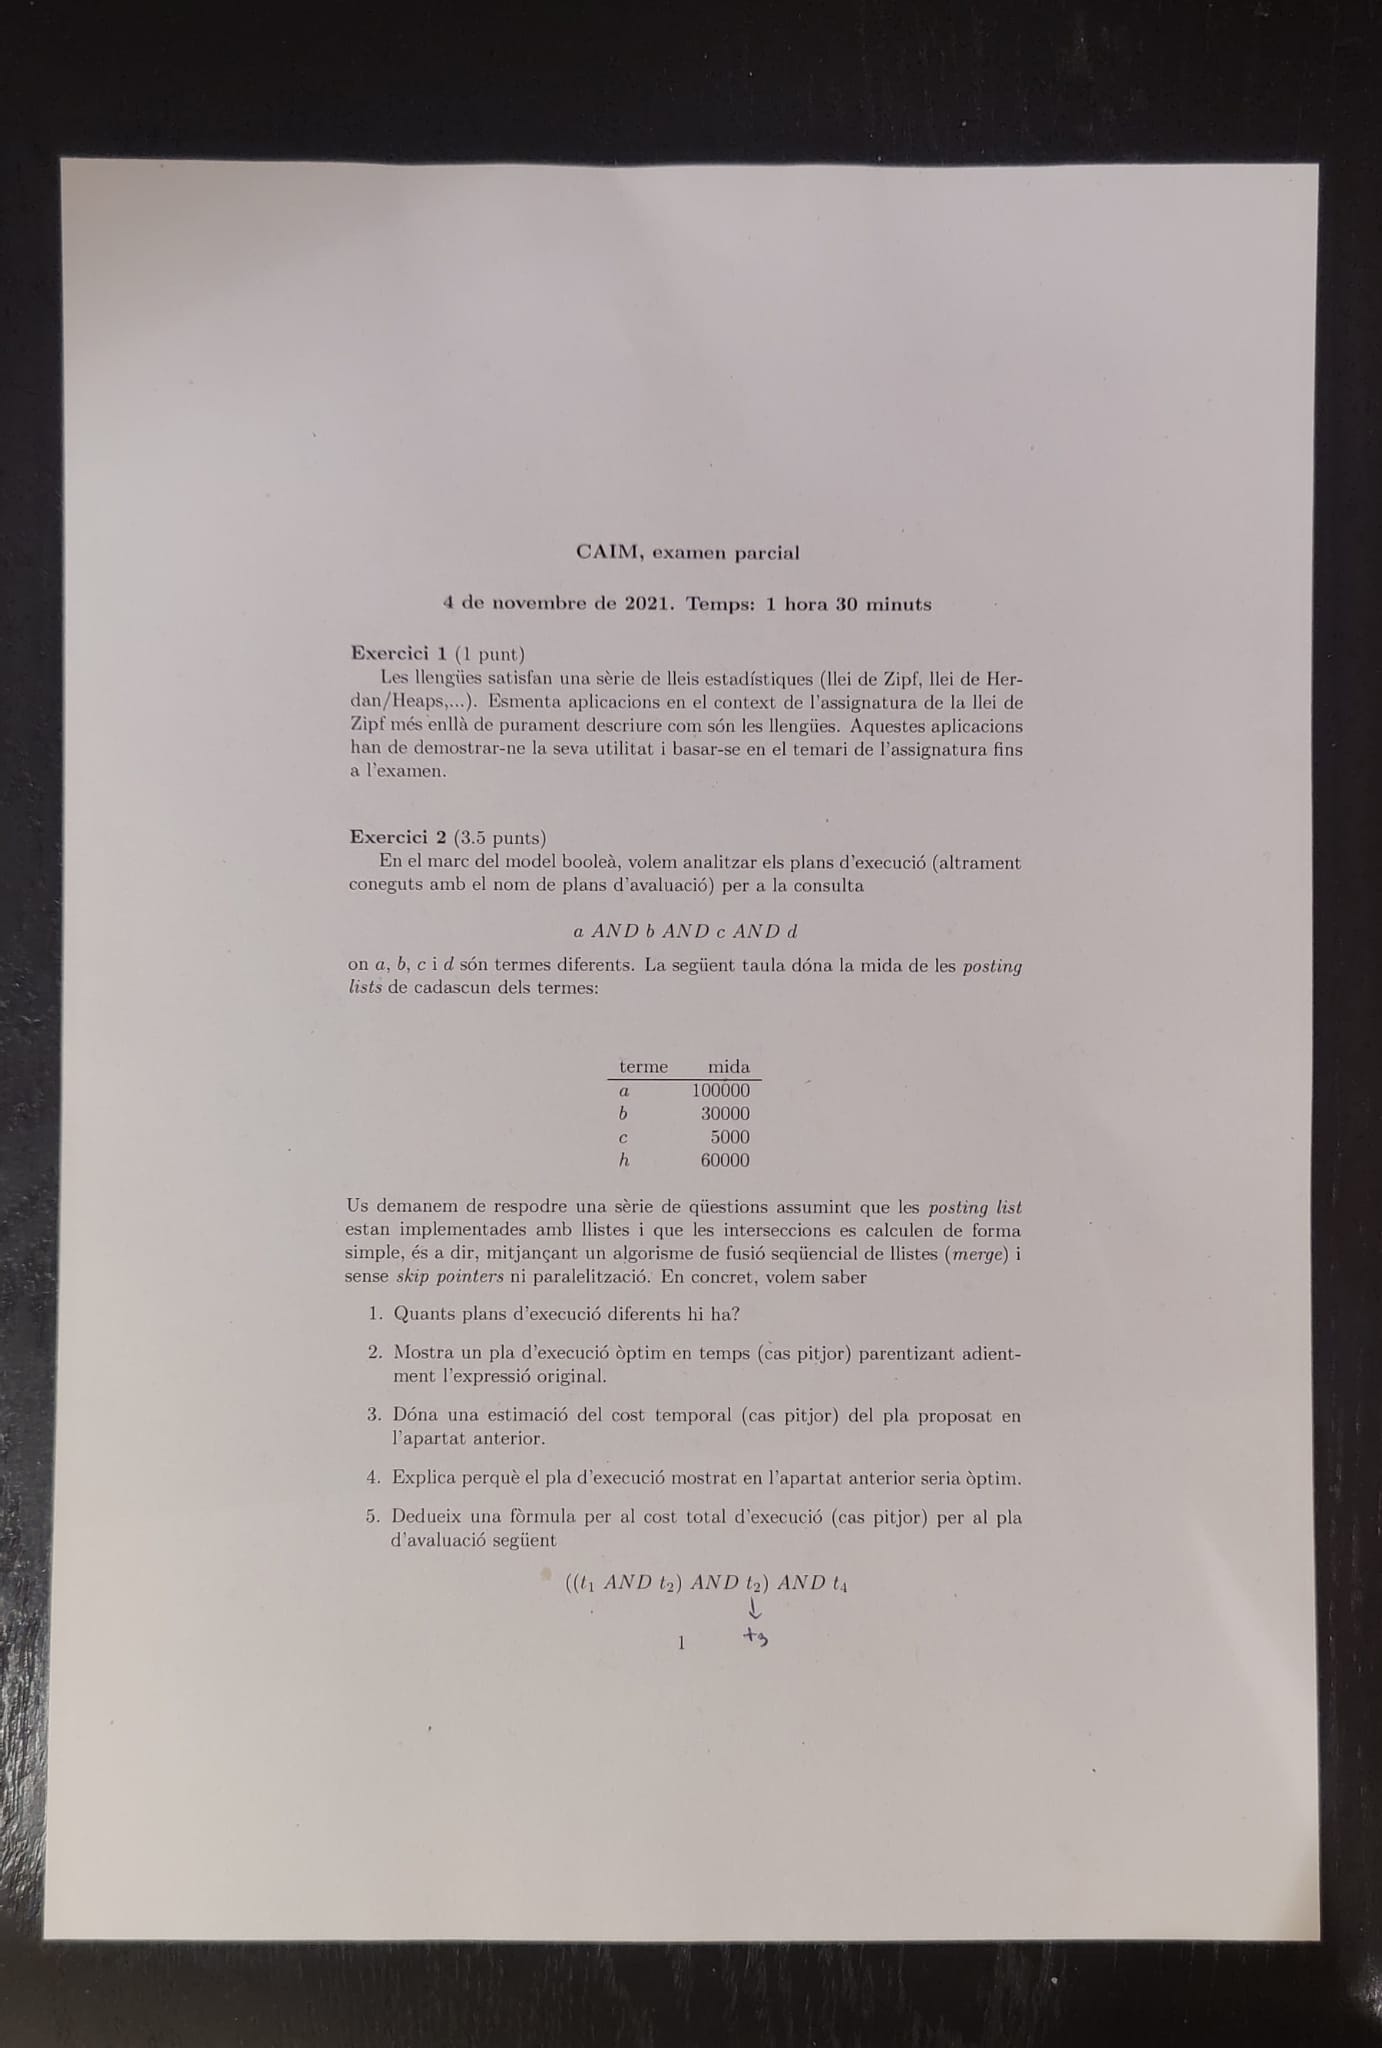 CAIM, examen parcial
4 de novembre de 2021. Temps: 1 hora 30 minuts
Exercici 1 (1 punt)
Les llengües satisfan una sèrie de lleis estadístiques (llei de Zipf, llei de Her-
dan/Heaps,...). Esmenta aplicacions en el context de l'assignatura de la llei de
Zipf més enllà de purament descriure com són les llengües. Aquestes aplicacions
han de demostrar-ne la seva utilitat i basar-se en el temari de l'assignatura fins
a l'examen.
Exercici 2 (3.5 punts)
En el marc del model booleà, volem analitzar els plans d'execució (altrament
coneguts amb el nom de plans d'avaluació) per a la consulta
a AND b AND c AND d
on a, b, c i d són termes diferents. La següent taula dóna la mida de les posting
lists de cadascun dels termes:
terme mida
a 100000
b 30000
c 5000
h 60000
Us demanem de respodre una sèrie de qüestions assumint que les posting list
estan implementades amb llistes i que les interseccions es calculen de forma
simple, és a dir, mitjançant un algorisme de fusió seqüencial de llistes (merge) i
sense skip pointers ni paralelització. En concret, volem saber
1. Quants plans d'execució diferents hi ha?
2. Mostra un pla d'execució òptim en temps (cas pitjor) parentizant adient-
ment l'expressió original.
3. Dóna una estimació del cost temporal (cas pitjor) del pla proposat en
l'apartat anterior.
4. Explica perquè el pla d'execució mostrat en l'apartat anterior seria òptim.
5. Dedueix una fòrmula per al cost total d'execució (cas pitjor) per al pla
d'avaluació següent
((t₁ AND t₂) AND t₂) AND t₄
↓
t₃
1